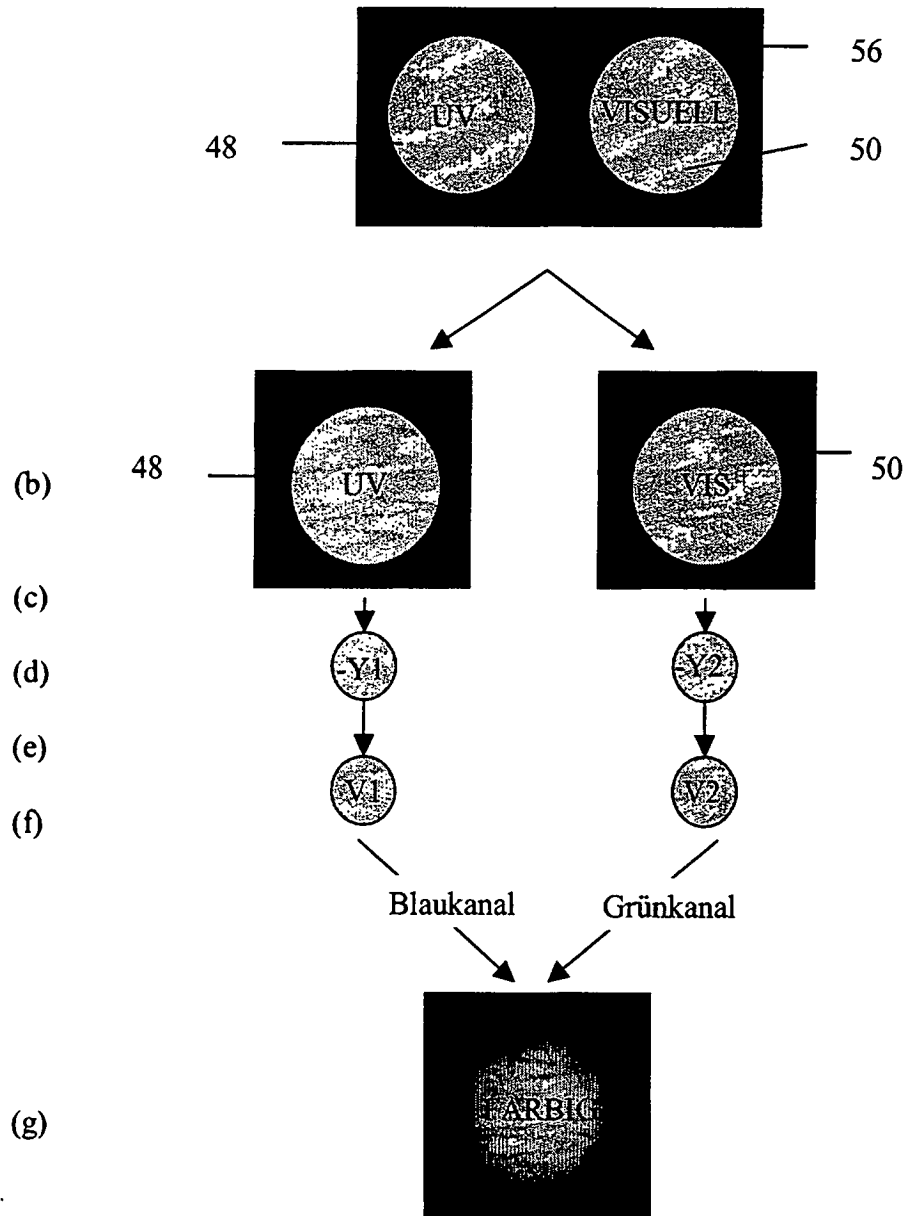 56
UV VISUELL
48 50
(b) 48 UV VIS 50
(c)
(d) -Y1 -Y2
(e)
V1 V2
(f)
Blaukanal Grünkanal
(g) FARBIG